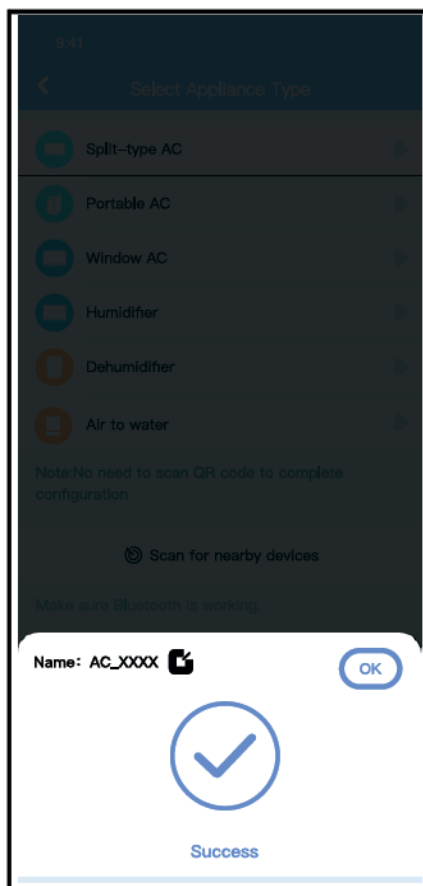 9:41
Select Appliance Type
Split-type AC
Portable AC
Window AC
Humidifier
Dehumidifier
Air to water
Note:No need to scan QR code to complete
configuration
Scan for nearby devices
Make sure Bluetooth is working.
Name: AC_XXXX
OK
Success